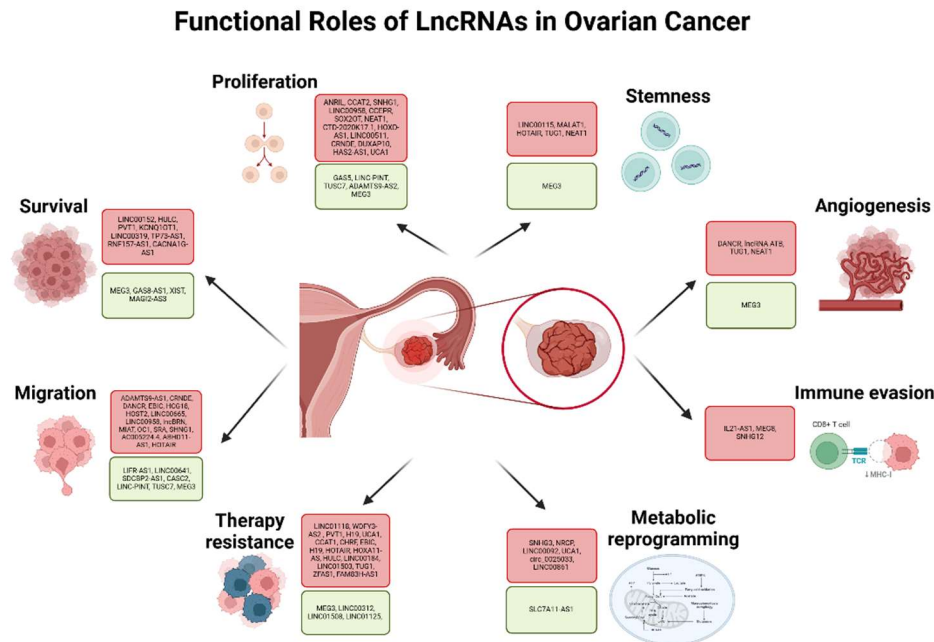 Functional Roles of LncRNAs in Ovarian Cancer
Proliferation
ANRIL, CCAT2, SNHG1,
LINC00958, CCEPR,
SOX2OT, NEAT1,
CTD-2020K17.1, HOXD-
AS1, LINC00511,
CRNDE, DUXAP10,
HAS2-AS1, UCA1
GAS5, LINC-PINT,
TUSC7, ADAMTS9-AS2,
MEG3
Stemness
LINC00115, MALAT1,
HOTAIR, TUG1, NEAT1
MEG3
Survival
LINC00152, HULC,
PVT1, KCNQ1OT1,
LINC00319, TP73-AS1,
RNF157-AS1, CACNA1G-
AS1
MEG3, GAS8-AS1, XIST,
MAGI2-AS3
Angiogenesis
DANCR, lncRNA ATB,
TUG1, NEAT1
MEG3
Migration
ADAMTS9-AS1, CRNDE,
DANCR, EBIC, HCG18,
HOST2, LINC00665,
LINC00958, lncBRN,
MIAT, OC1, SRA, SHNG1,
AC005224.4, ABHD11-
AS1, HOTAIR
LIFR-AS1, LINC00641,
SDCBP2-AS1, CASC2,
LINC-PINT, TUSC7, MEG3
Immune evasion
IL21-AS1, MEG8,
SNHG12
CD8+ T cell
TCR
↓MHC-I
Therapy
resistance
LINC01118, WDFY3-
AS2, PVT1, H19, UCA1,
CCAT1, CHRF, EBIC,
H19, HOTAIR, HOXA11-
AS, HULC, LINC00184,
LINC01503, TUG1,
ZFAS1, FAM83H-AS1
MEG3, LINC00312,
LINC01508, LINC01125,
Metabolic
reprogramming
SNHG3, NRCP,
LINC00092, UCA1,
circ_0025033,
LINC00861
SLC7A11-AS1